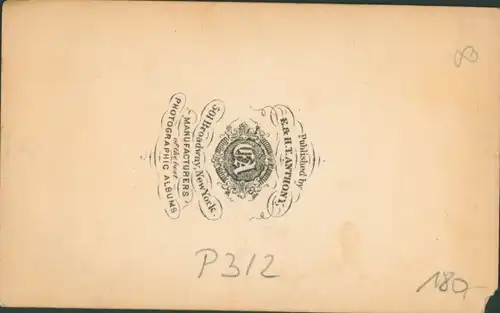 Published by
E. & H.T. ANTHONY,
501 Broadway, New York.
MANUFACTURERS
of the best
PHOTOGRAPHIC ALBUMS
P312
180,-